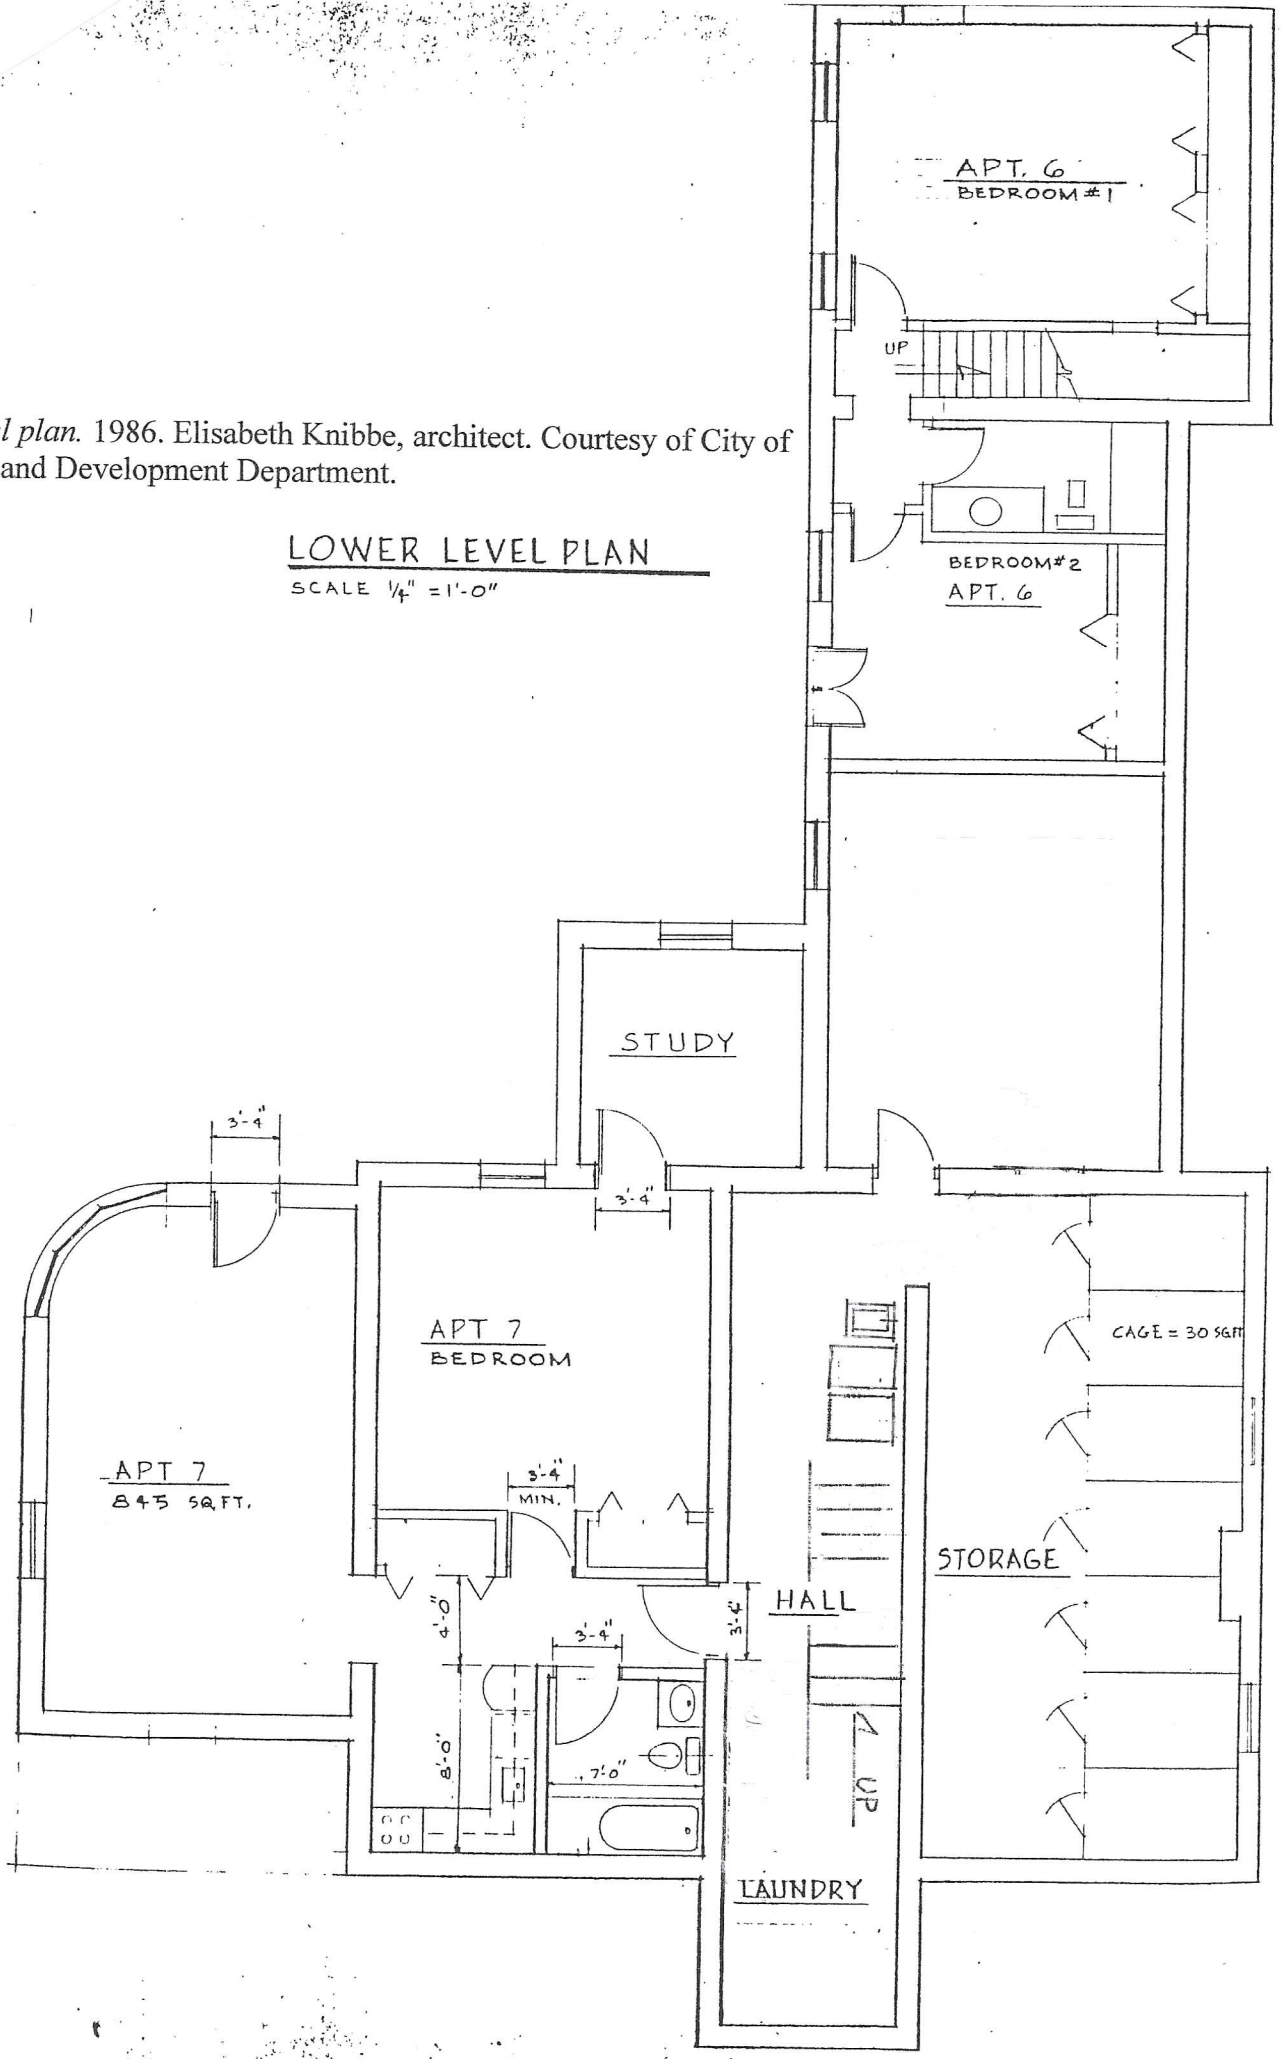 APT. 6
BEDROOM #1
UP
l plan. 1986. Elisabeth Knibbe, architect. Courtesy of City of
and Development Department.
LOWER LEVEL PLAN
SCALE 1/4" = 1'-0"
BEDROOM #2
APT. 6
STUDY
3'-4"
3'-4"
APT 7
BEDROOM
CAGE = 30 SQ FT
APT 7
845 SQ. FT.
3'-4"
MIN.
STORAGE
HALL
4'-0"
3'-4"
3'-4"
8'-0"
7'-0"
UP
LAUNDRY